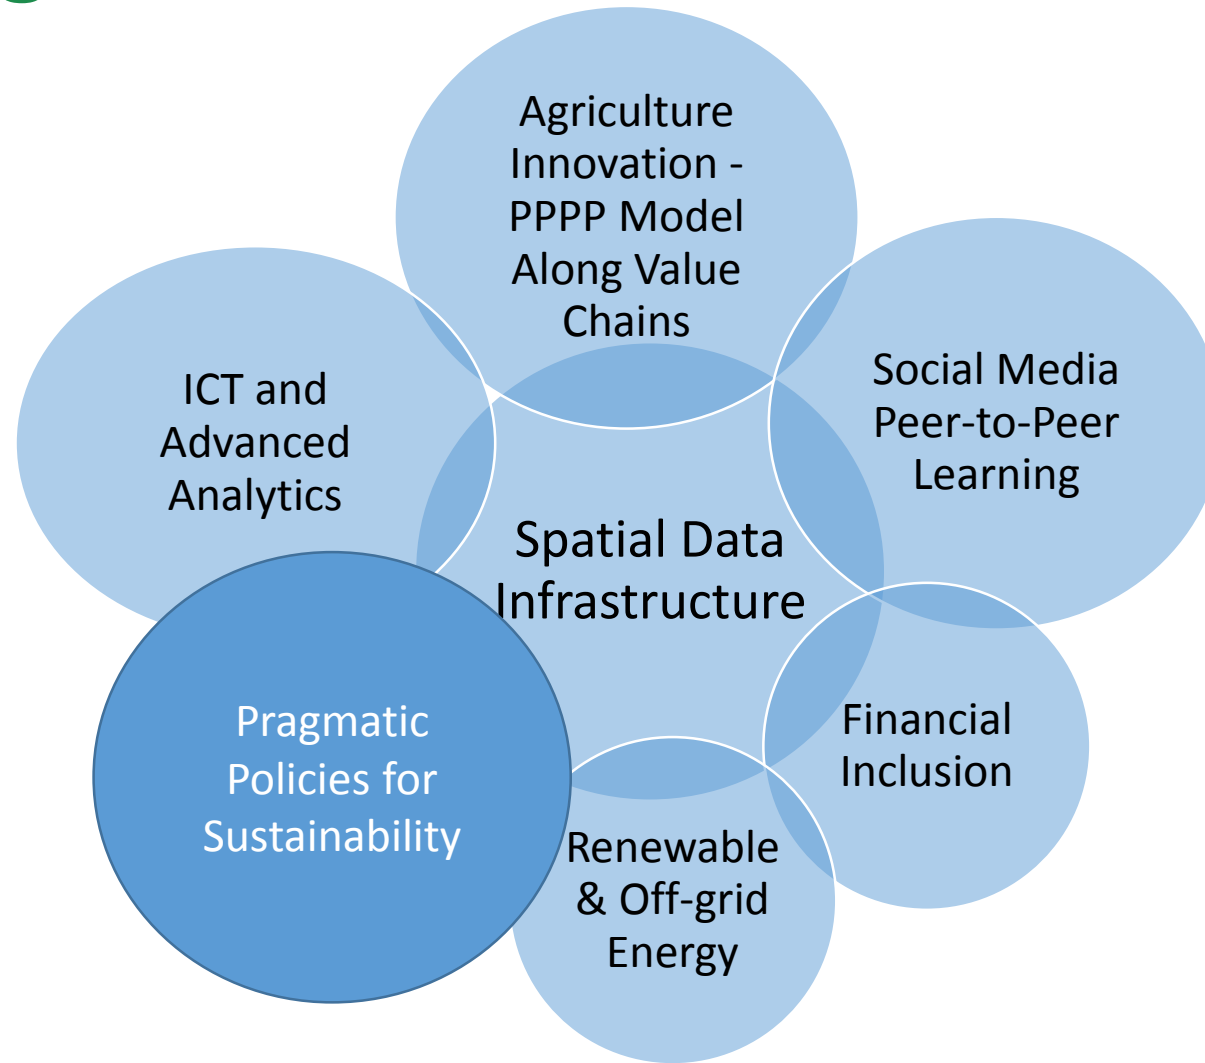 Agriculture
Innovation -
PPPP Model
Along Value
Chains
Social Media
Peer-to-Peer
Learning
ICT and
Advanced
Analytics
Spatial Data
Infrastructure
Financial
Inclusion
Pragmatic
Policies for
Sustainability
Renewable
& Off-grid
Energy